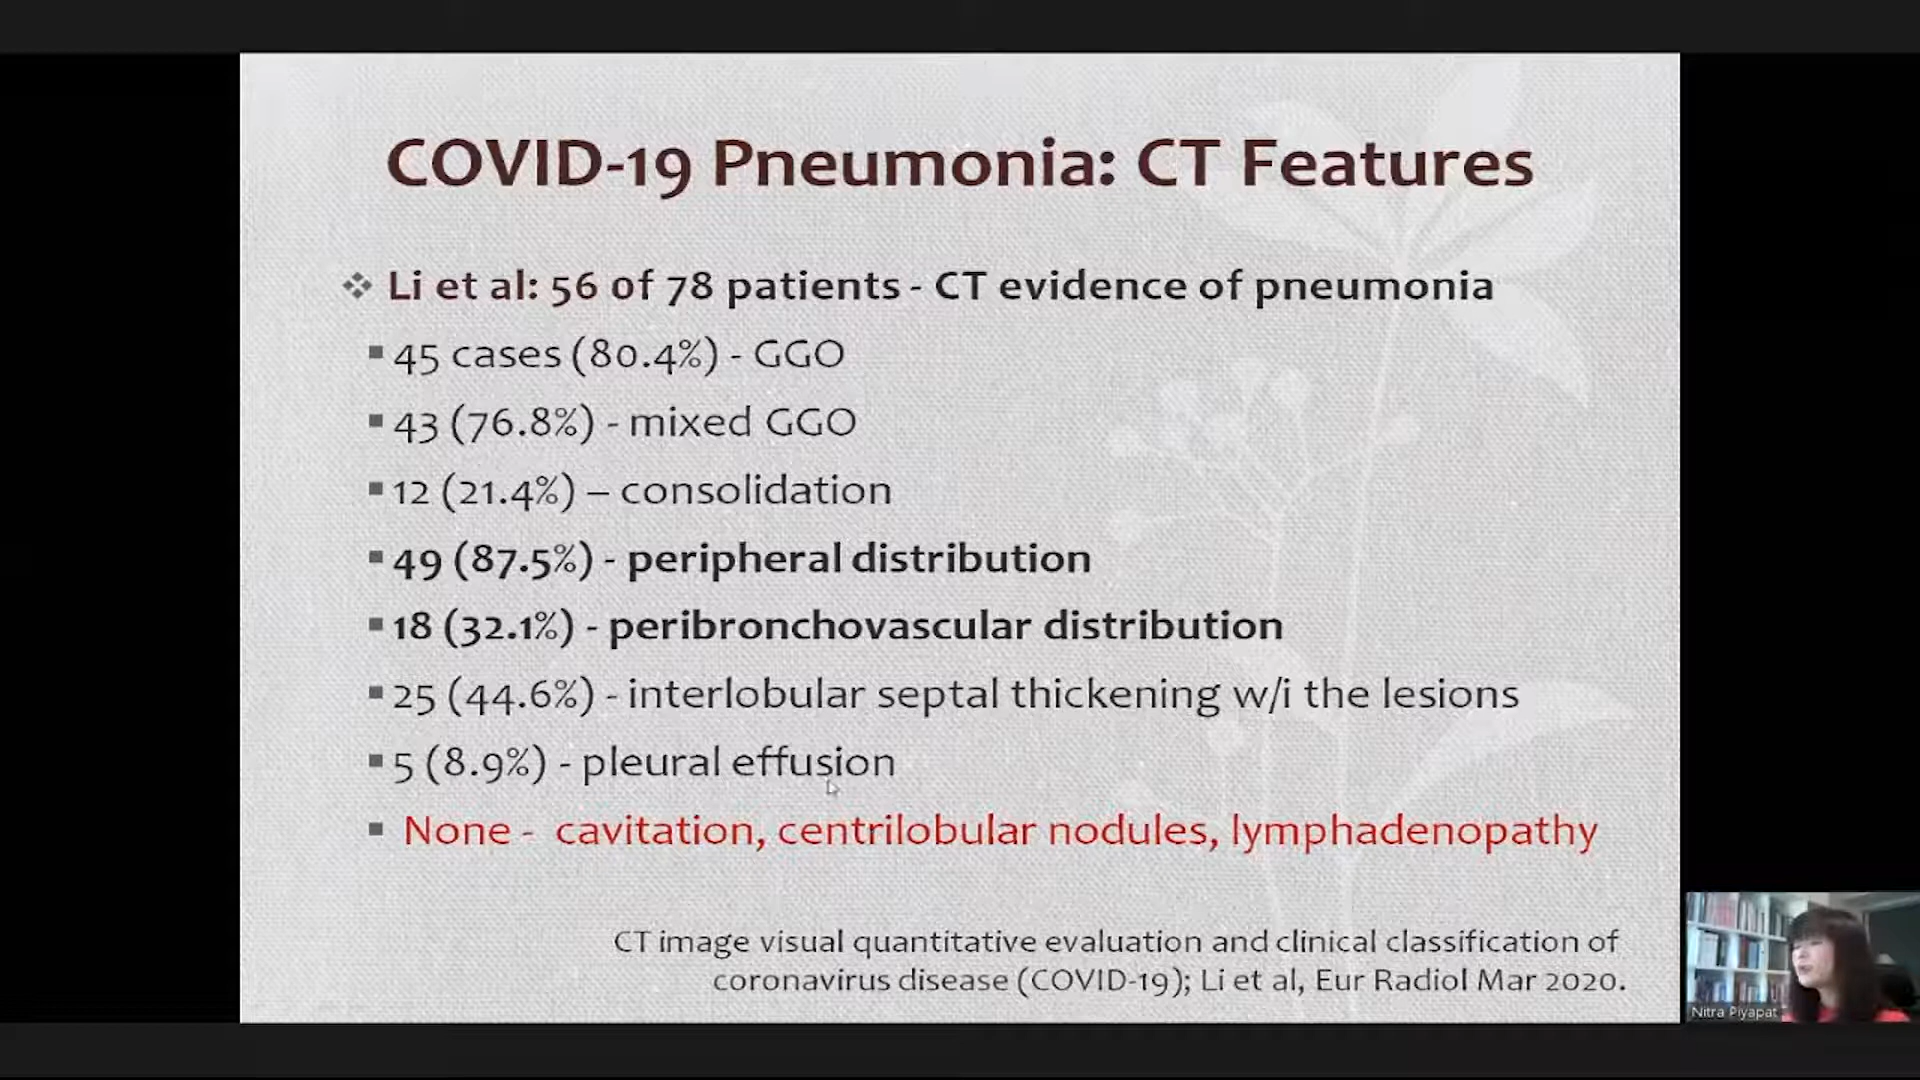 COVID-19 Pneumonia: CT Features
Li et al: 56 of 78 patients - CT evidence of pneumonia
45 cases (80.4%) - GGO
43 (76.8%) - mixed GGO
12 (21.4%) – consolidation
49 (87.5%) - peripheral distribution
18 (32.1%) - peribronchovascular distribution
25 (44.6%) - interlobular septal thickening w/i the lesions
5 (8.9%) - pleural effusion
None - cavitation, centrilobular nodules, lymphadenopathy
CT image visual quantitative evaluation and clinical classification of
coronavirus disease (COVID-19); Li et al, Eur Radiol Mar 2020.
Nitra Piyapat